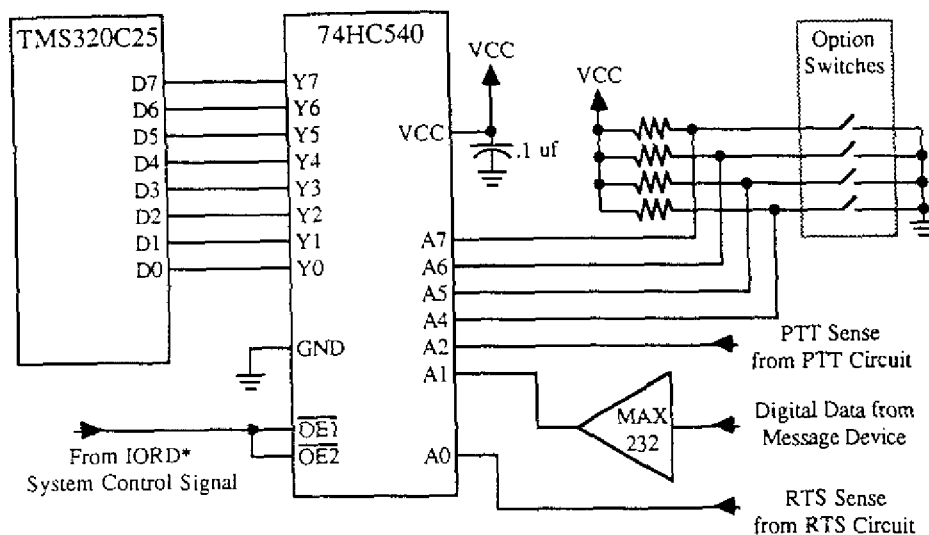 TMS320C25
D7
D6
D5
D4
D3
D2
D1
D0
74HC540
Y7
Y6
Y5
Y4
Y3
Y2
Y1
Y0
GND
OE1
OE2
VCC
A7
A6
A5
A4
A2
A1
A0
VCC
.1 uf
VCC
Option
Switches
PTT Sense
from PTT Circuit
MAX
232
Digital Data from
Message Device
RTS Sense
from RTS Circuit
From IORD*
System Control Signal